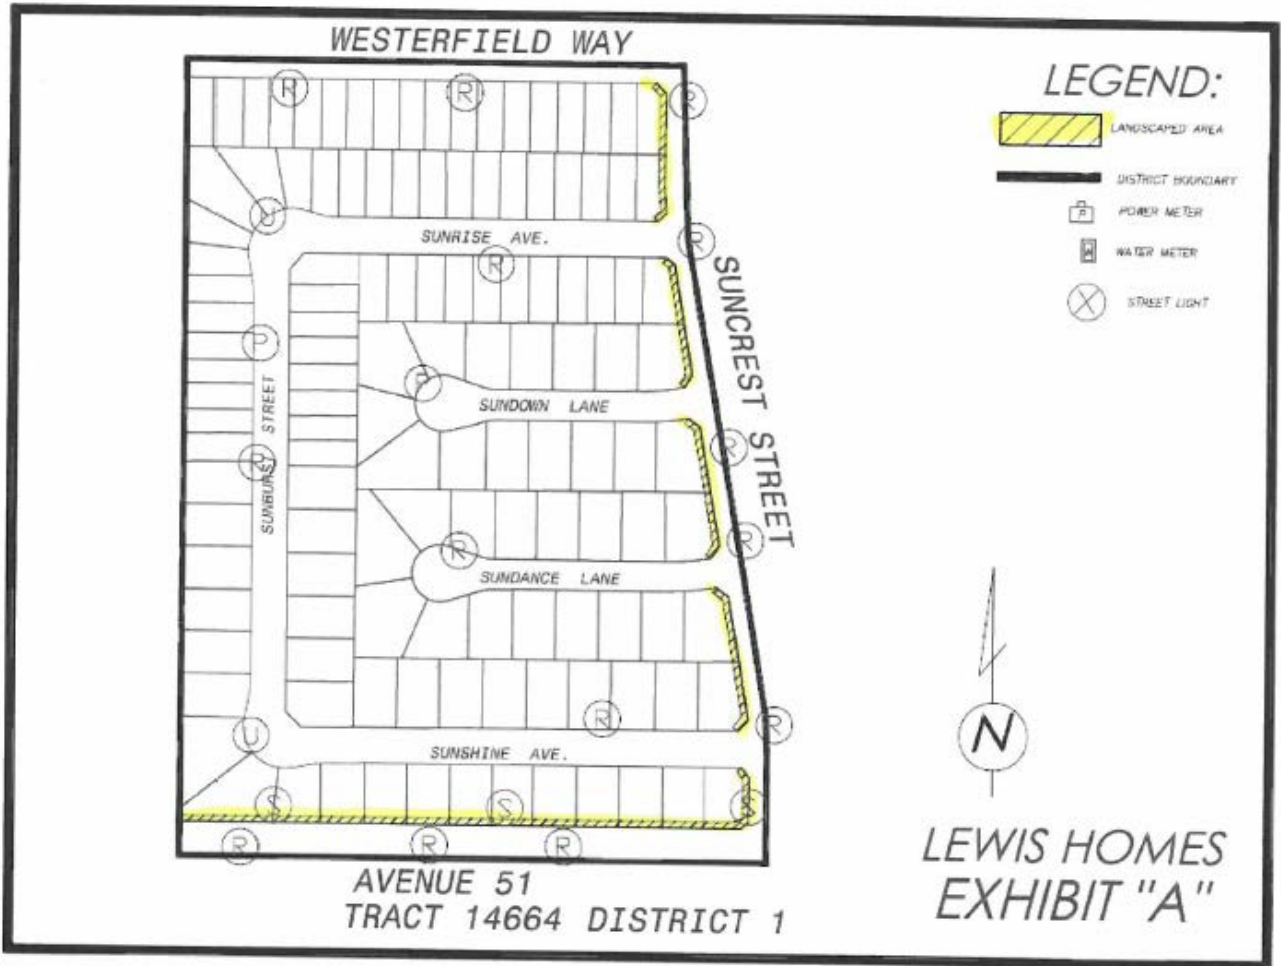 WESTERFIELD WAY
R
R
R
LEGEND:
LANDSCAPED AREA
DISTRICT BOUNDARY
P
POWER METER
W
WATER METER
X
STREET LIGHT
U
SUNRISE AVE.
R
R
SUNCREST STREET
P
SUNDOWN LANE
R
SUNBURST STREET
R
R
SUNDANCE LANE
R
R
U
SUNSHINE AVE.
N
S
S
R
R
R
AVENUE 51
TRACT 14664 DISTRICT 1
LEWIS HOMES
EXHIBIT "A"